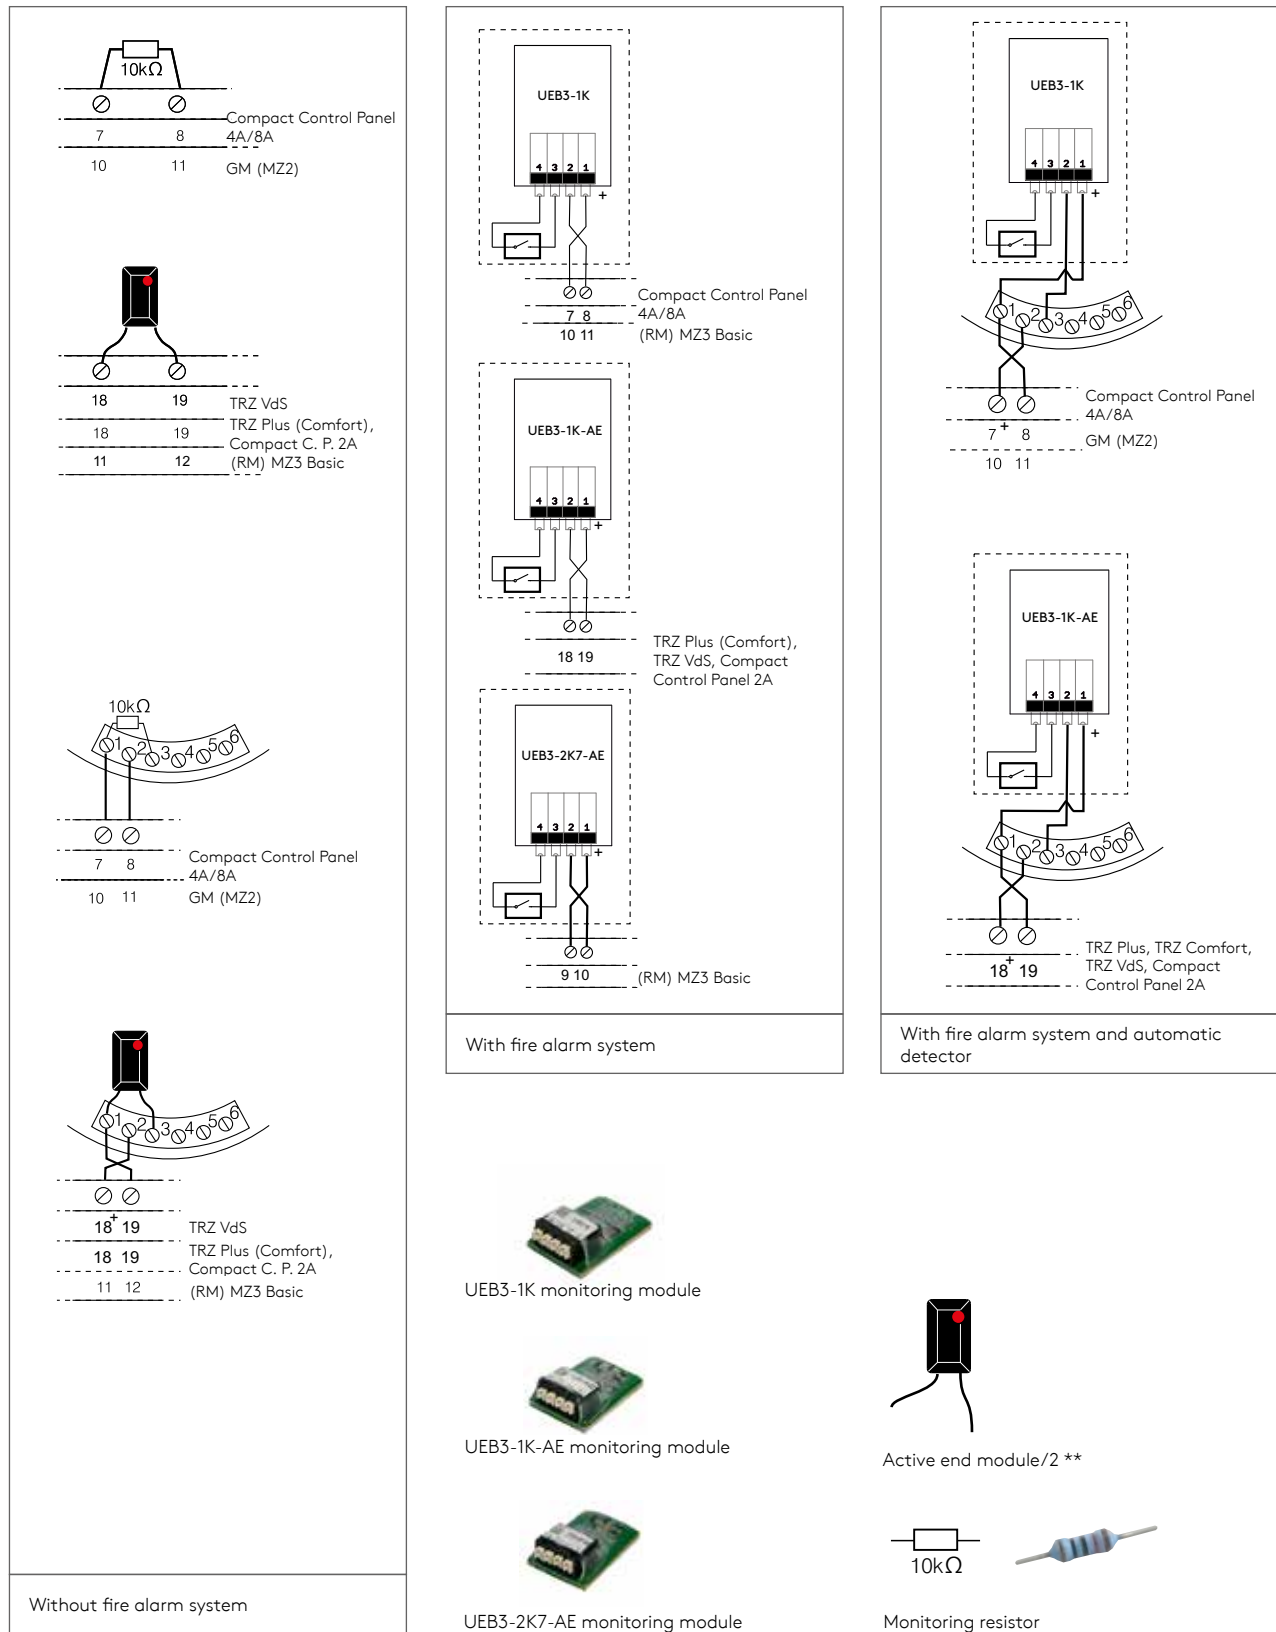 10kΩ
7 8
Compact Control Panel
4A/8A
10 11
GM (MZ2)
18 19
TRZ VdS
18 19
TRZ Plus (Comfort),
Compact C. P. 2A
11 12
(RM) MZ3 Basic
10kΩ
1 2 3 4 5 6
7 8
Compact Control Panel
4A/8A
10 11
GM (MZ2)
1 2 3 4 5 6
18 + 19
TRZ VdS
18 19
TRZ Plus (Comfort),
Compact C. P. 2A
11 12
(RM) MZ3 Basic
Without fire alarm system
UEB3-1K
4 3 2 1
+
Compact Control Panel
4A/8A
7 8
10 11
(RM) MZ3 Basic
UEB3-1K-AE
4 3 2 1
+
18 19
TRZ Plus (Comfort),
TRZ VdS, Compact
Control Panel 2A
UEB3-2K7-AE
4 3 2 1
+
9 10
(RM) MZ3 Basic
With fire alarm system
UEB3-1K
4 3 2 1
+
1 2 3 4 5 6
Compact Control Panel
4A/8A
7 + 8
GM (MZ2)
10 11
UEB3-1K-AE
4 3 2 1
+
1 2 3 4 5 6
18 + 19
TRZ Plus, TRZ Comfort,
TRZ VdS, Compact
Control Panel 2A
With fire alarm system and automatic
detector
UEB3-1K monitoring module
UEB3-1K-AE monitoring module
UEB3-2K7-AE monitoring module
Active end module/2 **
10kΩ
Monitoring resistor